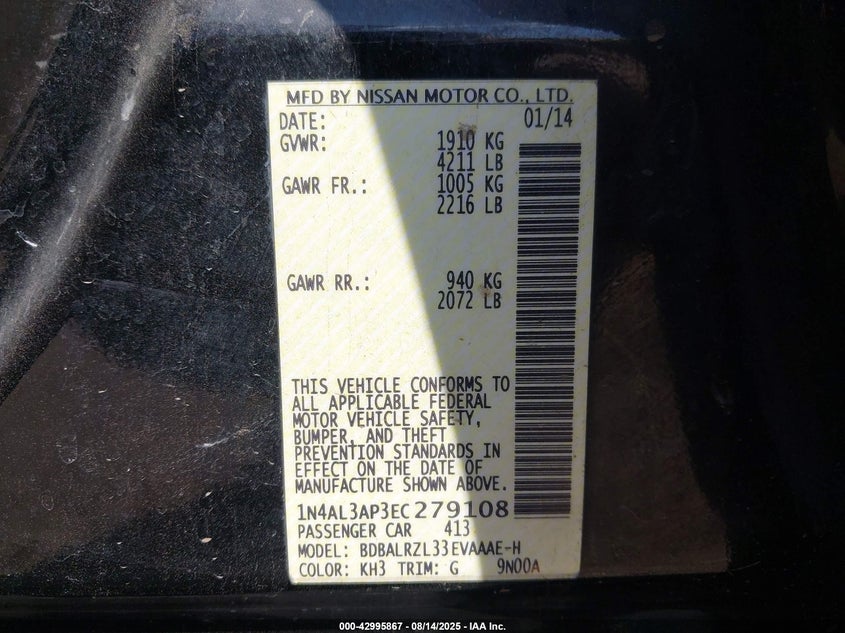 MFD BY NISSAN MOTOR CO., LTD.
DATE: 01/14
GVWR: 1910 KG
4211 LB
GAWR FR.: 1005 KG
2216 LB
GAWR RR.: 940 KG
2072 LB
THIS VEHICLE CONFORMS TO
ALL APPLICABLE FEDERAL
MOTOR VEHICLE SAFETY,
BUMPER, AND THEFT
PREVENTION STANDARDS IN
EFFECT ON THE DATE OF
MANUFACTURE SHOWN ABOVE.
1N4AL3AP3EC279108
PASSENGER CAR 413
MODEL: BDBALRZL33EVAAAE-H
COLOR: KH3 TRIM: G 9N00A
000-42995867 - 08/14/2025 - IAA Inc.